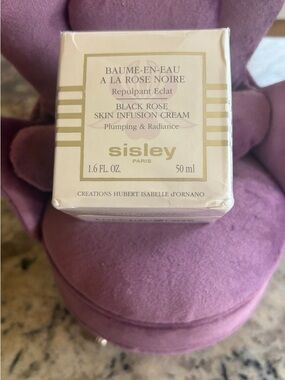 BAUME-EN-EAU
A LA ROSE NOIRE
Repulpant Eclat
BLACK ROSE
SKIN INFUSION CREAM
Plumping & Radiance
sisley
PARIS
1.6 FL. OZ. 50 ml
CREATIONS HUBERT ISABELLE d'ORNANO